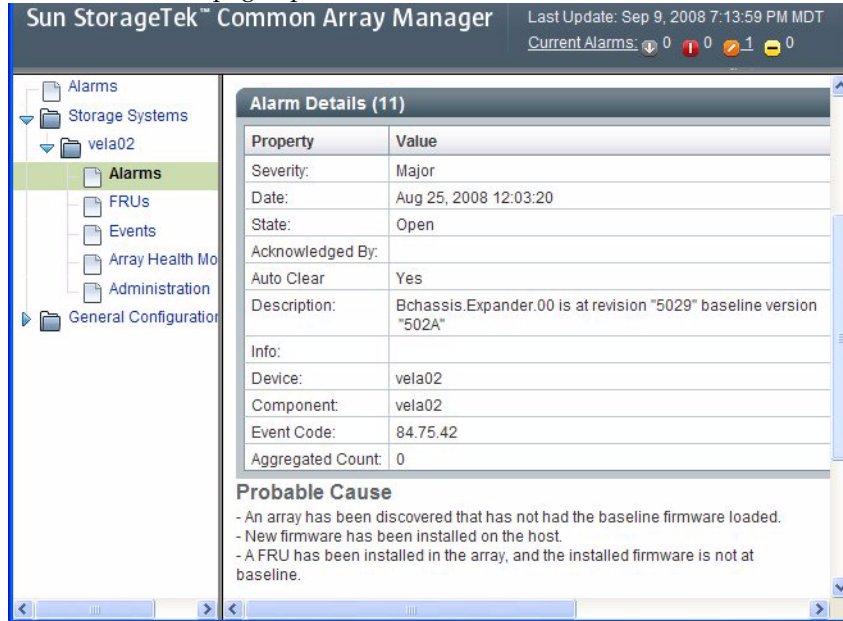 Sun StorageTek™ Common Array Manager
Last Update: Sep 9, 2008 7:13:59 PM MDT
Current Alarms: 0 0 1 0
Alarms
Storage Systems
vela02
Alarms
FRUs
Events
Array Health Mo
Administration
General Configuration
Alarm Details (11)
Property Value
Severity: Major
Date: Aug 25, 2008 12:03:20
State: Open
Acknowledged By:
Auto Clear Yes
Description: Bchassis.Expander.00 is at revision "5029" baseline version
"502A"
Info:
Device: vela02
Component: vela02
Event Code: 84.75.42
Aggregated Count: 0
Probable Cause
- An array has been discovered that has not had the baseline firmware loaded.
- New firmware has been installed on the host.
- A FRU has been installed in the array, and the installed firmware is not at
baseline.